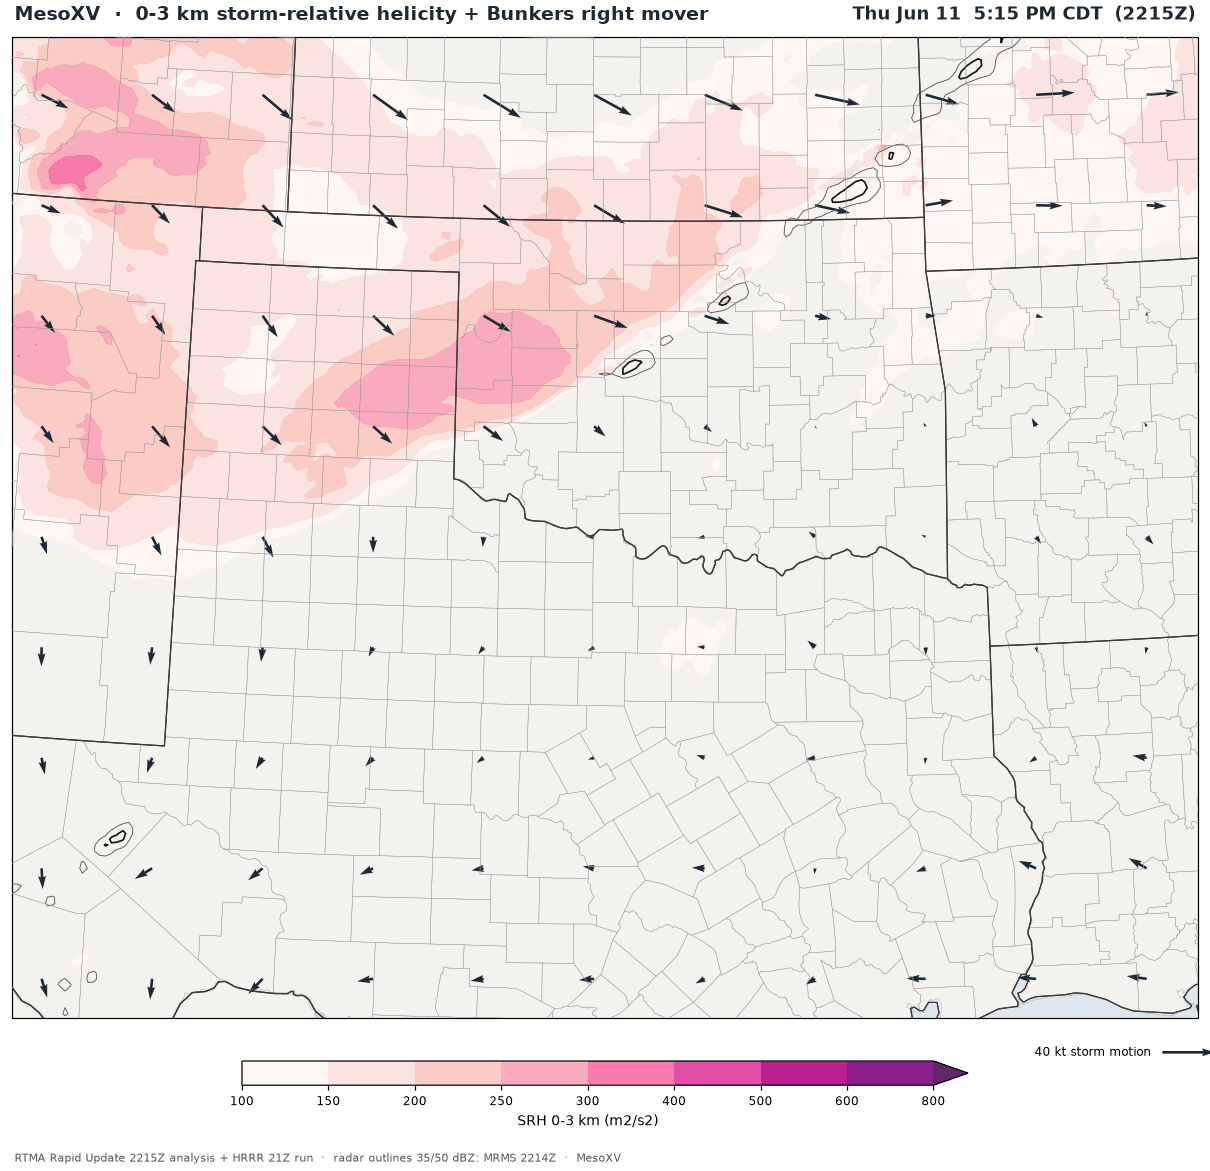 MesoXV · 0-3 km storm-relative helicity + Bunkers right mover
Thu Jun 11 5:15 PM CDT (2215Z)
40 kt storm motion
100 150 200 250 300 400 500 600 800
SRH 0-3 km (m2/s2)
RTMA Rapid Update 2215Z analysis + HRRR 21Z run · radar outlines 35/50 dBZ: MRMS 2214Z · MesoXV